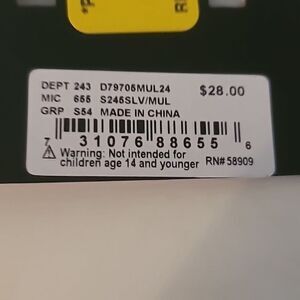 DEPT 243 D79705MUL24
MIC 655 S245SLV/MUL $28.00
GRP S54 MADE IN CHINA
7 31076 88655 6
⚠ Warning: Not intended for
children age 14 and younger RN# 58909